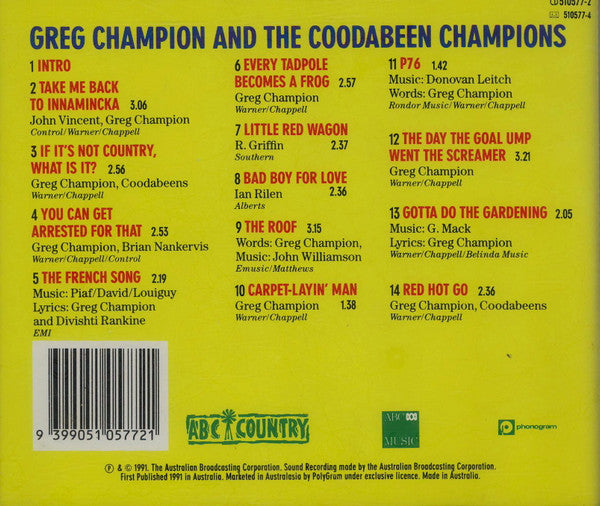 CD 510577-2
510577-4
GREG CHAMPION AND THE COODABEEN CHAMPIONS
1 INTRO
2 TAKE ME BACK
TO INNAMINCKA 3.06
John Vincent, Greg Champion
Control/Warner/Chappell
3 IF IT'S NOT COUNTRY,
WHAT IS IT? 2.56
Greg Champion, Coodabeens
Warner/Chappell
4 YOU CAN GET
ARRESTED FOR THAT 2.53
Greg Champion, Brian Nankervis
Warner/Chappell/Control
5 THE FRENCH SONG 2.19
Music: Piaf/David/Louiguy
Lyrics: Greg Champion
and Divishti Rankine
EMI
6 EVERY TADPOLE
BECOMES A FROG 2.57
Greg Champion
Warner/Chappell
7 LITTLE RED WAGON
R. Griffin 2.37
Southern
8 BAD BOY FOR LOVE
Ian Rilen 2.36
Alberts
9 THE ROOF 3.15
Words: Greg Champion,
Music: John Williamson
Emusic/Matthews
10 CARPET-LAYIN' MAN
Greg Champion 1.38
Warner/Chappell
11 P76 1.42
Music: Donovan Leitch
Words: Greg Champion
Rondor Music/Warner/Chappell
12 THE DAY THE GOAL UMP
WENT THE SCREAMER 3.21
Greg Champion
Warner/Chappell
13 GOTTA DO THE GARDENING 2.05
Music: G. Mack
Lyrics: Greg Champion
Warner/Chappell/Belinda Music
14 RED HOT GO 2.36
Greg Champion, Coodabeens
Warner/Chappell
9 399051 057721
ABC COUNTRY
ABC
MUSIC
phonogram
℗ & © 1991. The Australian Broadcasting Corporation. Sound Recording made by the Australian Broadcasting Corporation.
First Published 1991 in Australia. Marketed in Australasia by PolyGram under exclusive licence. Made in Australia.